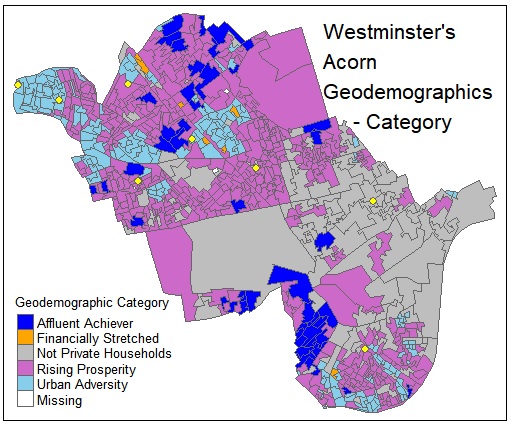 Westminster's
Acorn
Geodemographics
- Category
Geodemographic Category
Affluent Achiever
Financially Stretched
Not Private Households
Rising Prosperity
Urban Adversity
Missing